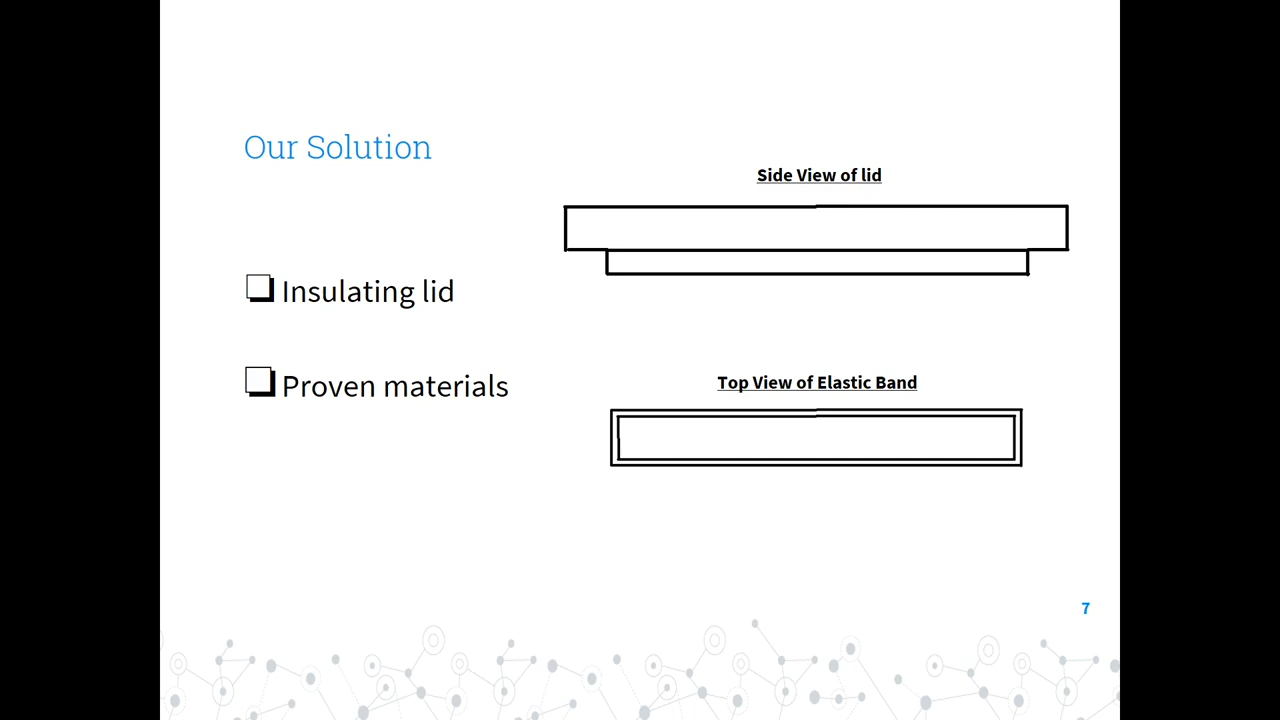 Our Solution
Side View of lid
Insulating lid
Proven materials
Top View of Elastic Band
7